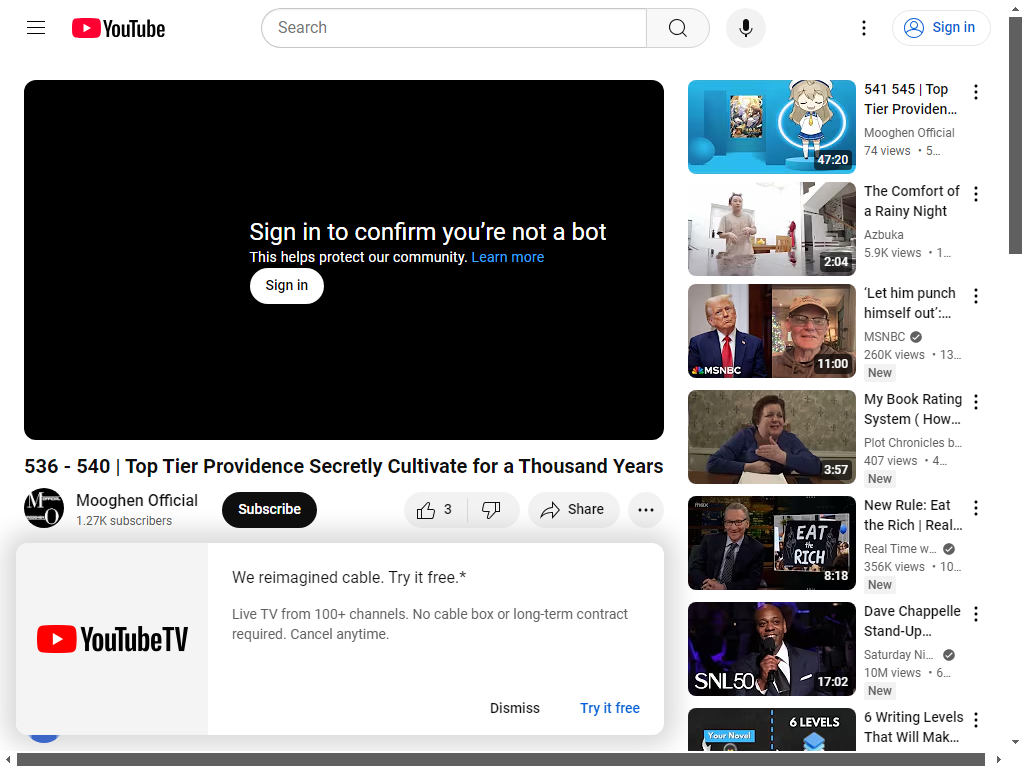 YouTube
Search
Sign in
Sign in to confirm you’re not a bot
This helps protect our community. Learn more
Sign in
536 - 540 | Top Tier Providence Secretly Cultivate for a Thousand Years
Mooghen Official
1.27K subscribers
Subscribe
3
Share
We reimagined cable. Try it free.*
Live TV from 100+ channels. No cable box or long-term contract
required. Cancel anytime.
YouTubeTV
Dismiss
Try it free
47:20
541 545 | Top
Tier Providen…
Mooghen Official
74 views • 5…
2:04
The Comfort of
a Rainy Night
Azbuka
5.9K views • 1…
MSNBC
11:00
‘Let him punch
himself out’:…
MSNBC
260K views • 13…
New
3:57
My Book Rating
System ( How…
Plot Chronicles b…
407 views • 4…
New
max
EAT
the
RICH
8:18
New Rule: Eat
the Rich | Real…
Real Time w…
356K views • 10…
New
SNL50
17:02
Dave Chappelle
Stand-Up…
Saturday Ni…
10M views • 6…
New
6 LEVELS
Your Novel
6 Writing Levels
That Will Mak…